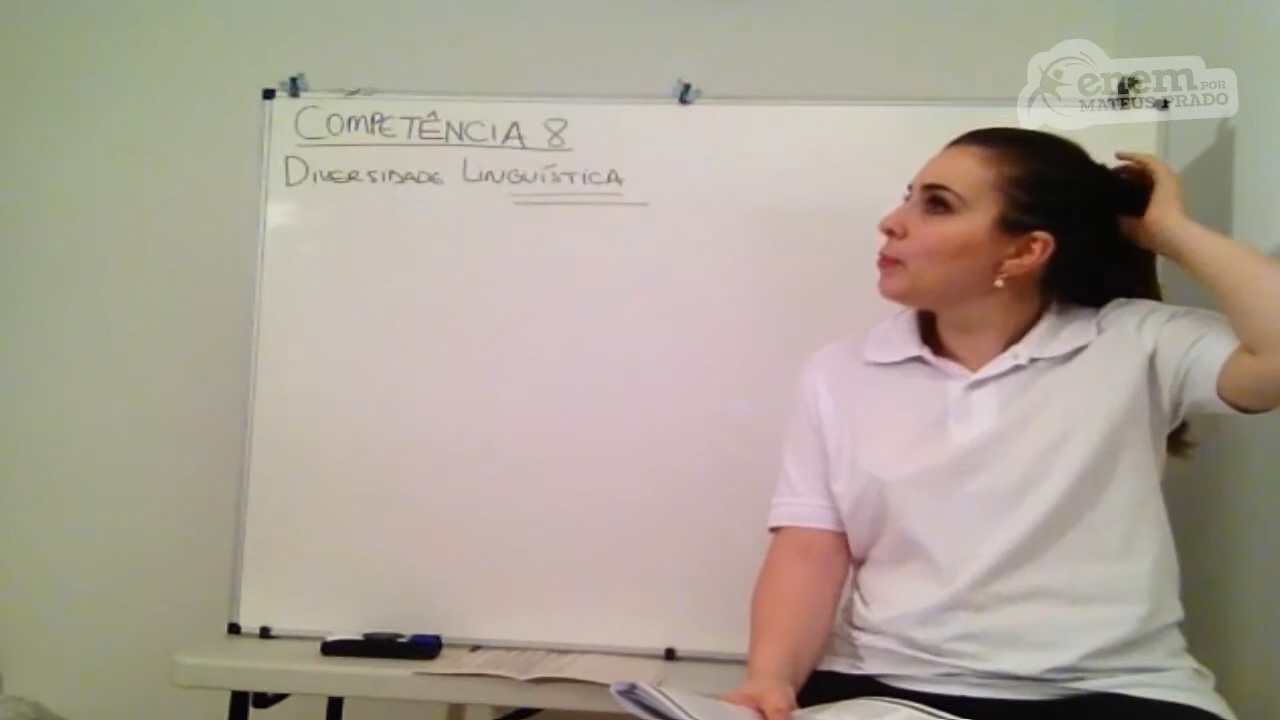 COMPETÊNCIA 8
DIVERSIDADE LINGUÍSTICA
enem POR
MATEUS PRADO